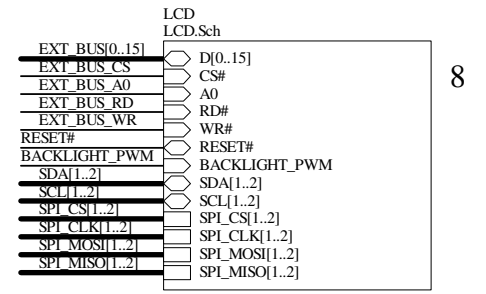 LCD
LCD.Sch
EXT_BUS[0..15] D[0..15]
EXT_BUS_CS CS#
EXT_BUS_A0 A0
EXT_BUS_RD RD#
EXT_BUS_WR WR#
RESET# RESET#
BACKLIGHT_PWM BACKLIGHT_PWM
SDA[1..2] SDA[1..2]
SCL[1..2] SCL[1..2]
SPI_CS[1..2] SPI_CS[1..2]
SPI_CLK[1..2] SPI_CLK[1..2]
SPI_MOSI[1..2] SPI_MOSI[1..2]
SPI_MISO[1..2] SPI_MISO[1..2]
8